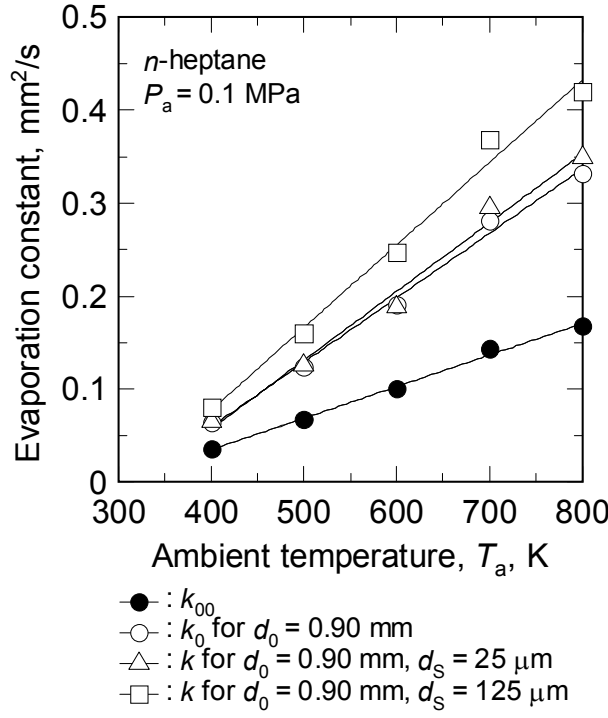 n-heptane
Pa = 0.1 MPa
Evaporation constant, mm²/s
0.5
0.4
0.3
0.2
0.1
0
300 400 500 600 700 800
Ambient temperature, Ta, K
: k00
: k0 for d0 = 0.90 mm
: k for d0 = 0.90 mm, dS = 25 μm
: k for d0 = 0.90 mm, dS = 125 μm